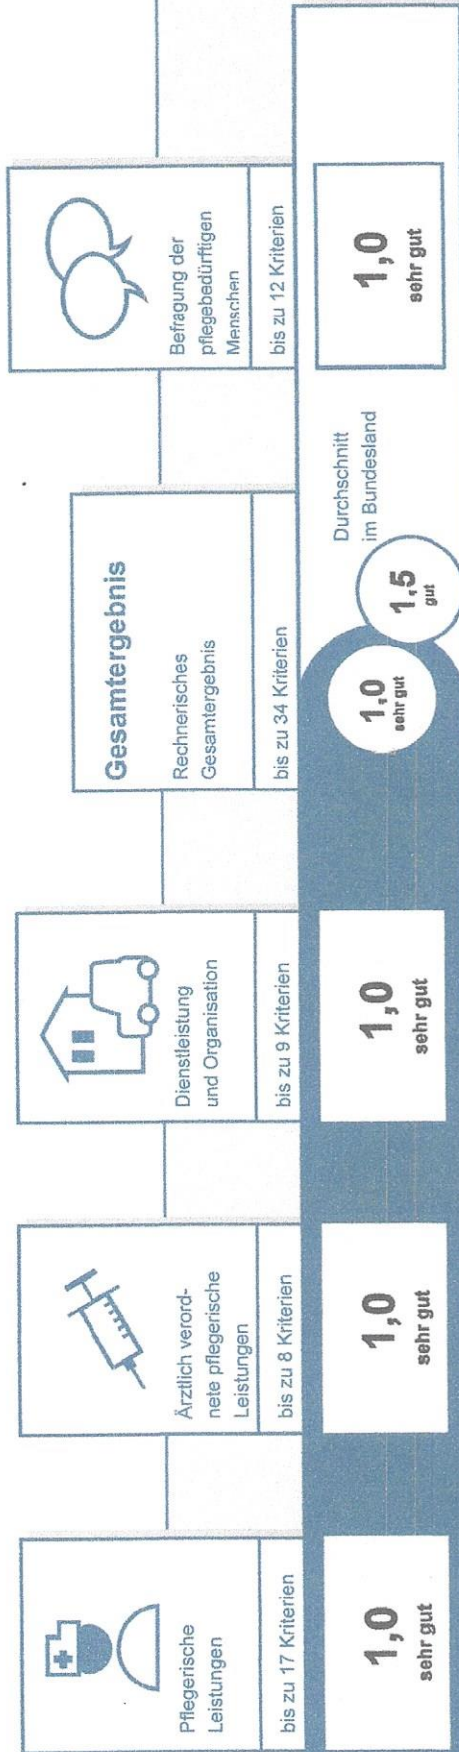 Pflegerische
Leistungen
bis zu 17 Kriterien
1,0
sehr gut
Ärztlich verord-
nete pflegerische
Leistungen
bis zu 8 Kriterien
1,0
sehr gut
Dienstleistung
und Organisation
bis zu 9 Kriterien
1,0
sehr gut
Gesamtergebnis
Rechnerisches
Gesamtergebnis
bis zu 34 Kriterien
1,0
sehr gut
1,5
gut
Durchschnitt
im Bundesland
Befragung der
pflegebedürftigen
Menschen
bis zu 12 Kriterien
1,0
sehr gut